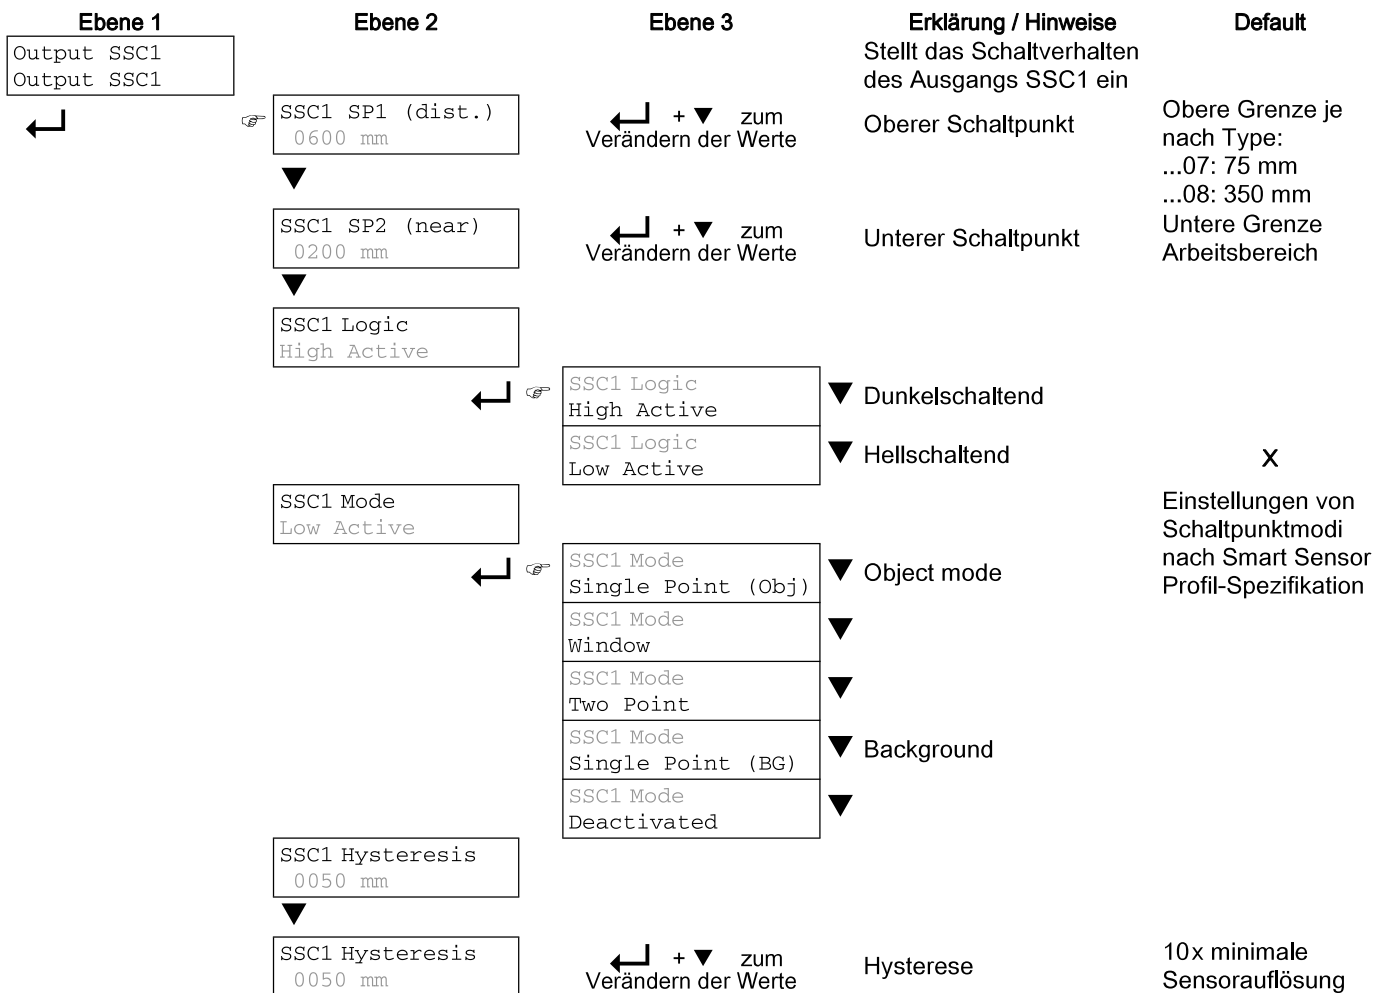 Ebene 1 Ebene 2 Ebene 3 Erklärung / Hinweise Default
Output SSC1
Output SSC1
Stellt das Schaltverhalten
des Ausgangs SSC1 ein
SSC1 SP1 (dist.)
0600 mm
+ ▼ zum
Verändern der Werte
Oberer Schaltpunkt
Obere Grenze je
nach Type:
...07: 75 mm
...08: 350 mm
SSC1 SP2 (near)
0200 mm
+ ▼ zum
Verändern der Werte
Unterer Schaltpunkt
Untere Grenze
Arbeitsbereich
SSC1 Logic
High Active
SSC1 Logic
High Active
Dunkelschaltend
SSC1 Logic
Low Active
Hellschaltend
x
SSC1 Mode
Low Active
Einstellungen von
Schaltpunktmodi
nach Smart Sensor
Profil-Spezifikation
SSC1 Mode
Single Point (Obj)
Object mode
SSC1 Mode
Window
SSC1 Mode
Two Point
SSC1 Mode
Single Point (BG)
Background
SSC1 Mode
Deactivated
SSC1 Hysteresis
0050 mm
SSC1 Hysteresis
0050 mm
+ ▼ zum
Verändern der Werte
Hysterese
10x minimale
Sensorauflösung